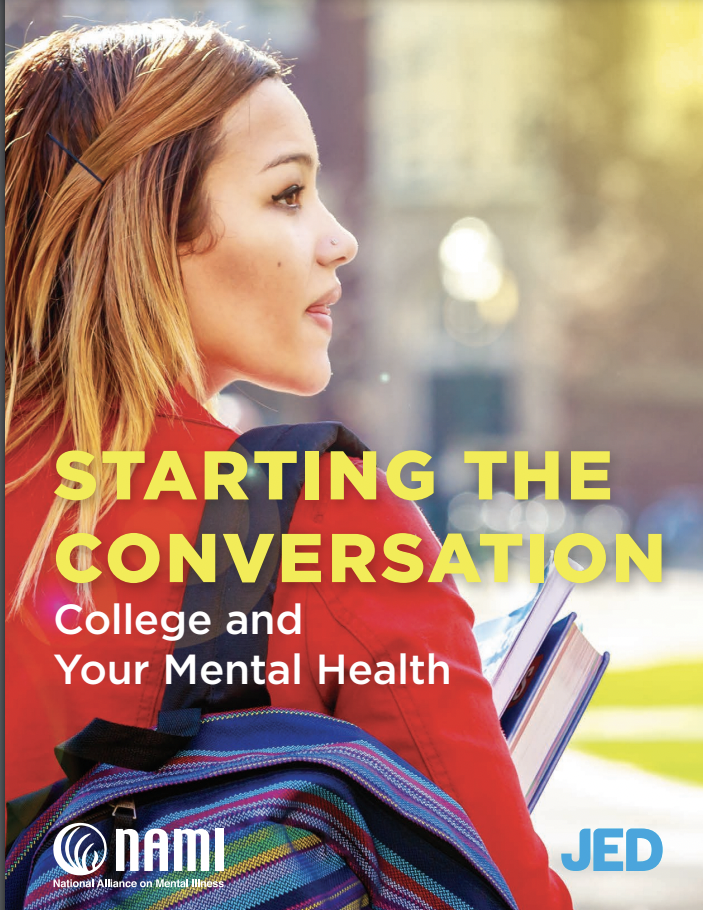 STARTING THE
CONVERSATION
College and
Your Mental Health
NAMI
National Alliance on Mental Illness
JED